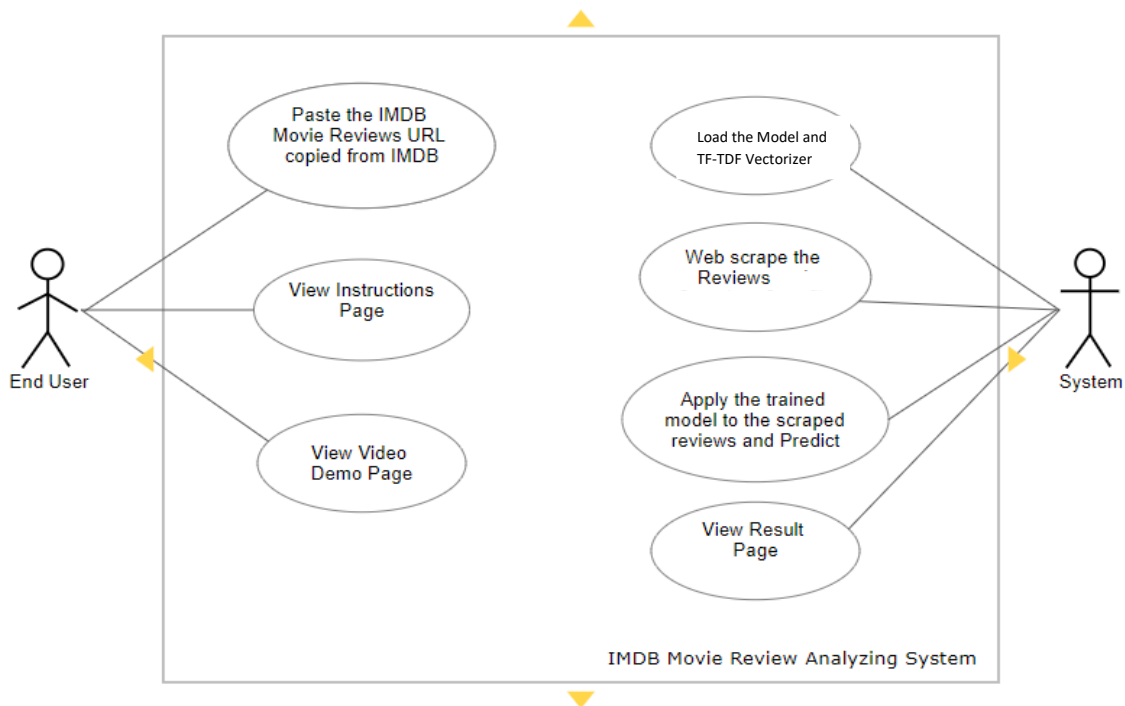 Paste the IMDB
Movie Reviews URL
copied from IMDB
View Instructions
Page
View Video
Demo Page
End User
Load the Model and
TF-TDF Vectorizer
Web scrape the
Reviews
Apply the trained
model to the scraped
reviews and Predict
View Result
Page
System
IMDB Movie Review Analyzing System